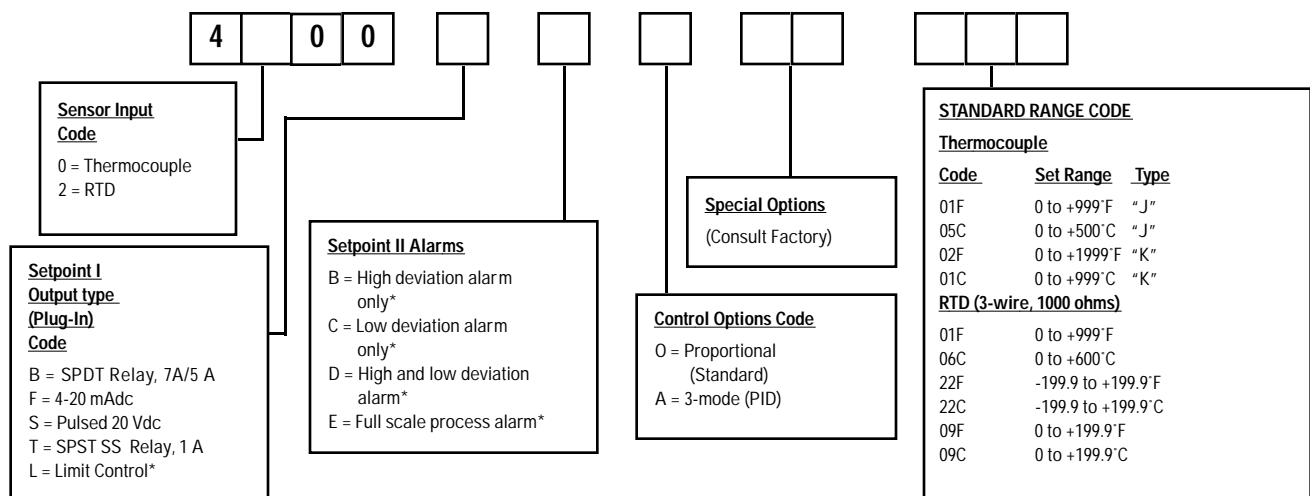 4 0 0
Sensor Input
Code
0 = Thermocouple
2 = RTD
Setpoint I
Output type
(Plug-In)
Code
B = SPDT Relay, 7A/5 A
F = 4-20 mAdc
S = Pulsed 20 Vdc
T = SPST SS Relay, 1 A
L = Limit Control*
Setpoint II Alarms
B = High deviation alarm
only*
C = Low deviation alarm
only*
D = High and low deviation
alarm*
E = Full scale process alarm*
Special Options
(Consult Factory)
Control Options Code
O = Proportional
(Standard)
A = 3-mode (PID)
STANDARD RANGE CODE
Thermocouple
Code Set Range Type
01F 0 to +999˚F “J”
05C 0 to +500˚C “J”
02F 0 to +1999˚F “K”
01C 0 to +999˚C “K”
RTD (3-wire, 1000 ohms)
01F 0 to +999˚F
06C 0 to +600˚C
22F -199.9 to +199.9˚F
22C -199.9 to +199.9˚C
09F 0 to +199.9˚F
09C 0 to +199.9˚C